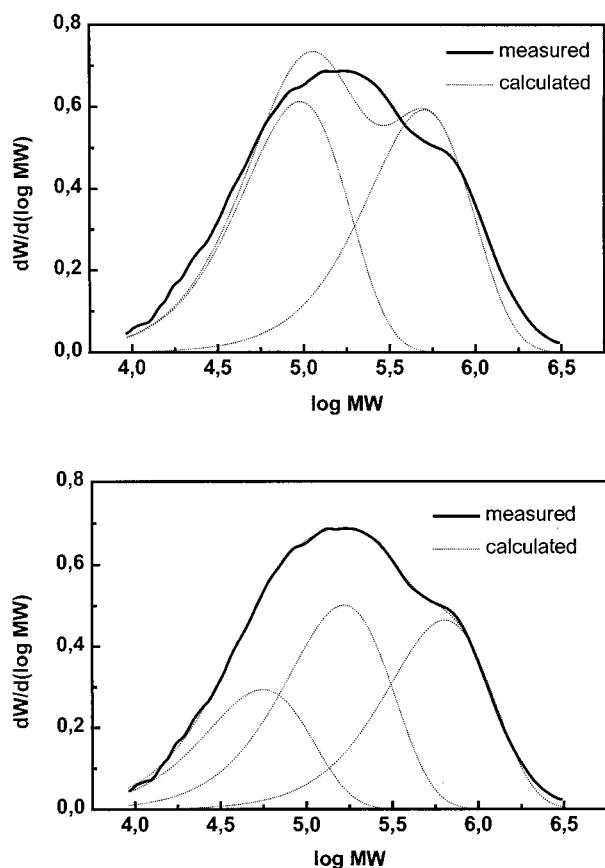 0,8
0,6
0,4
0,2
0,0
dW/d(log MW)
measured
calculated
4,0 4,5 5,0 5,5 6,0 6,5
log MW
0,8
0,6
0,4
0,2
0,0
dW/d(log MW)
measured
calculated
4,0 4,5 5,0 5,5 6,0 6,5
log MW